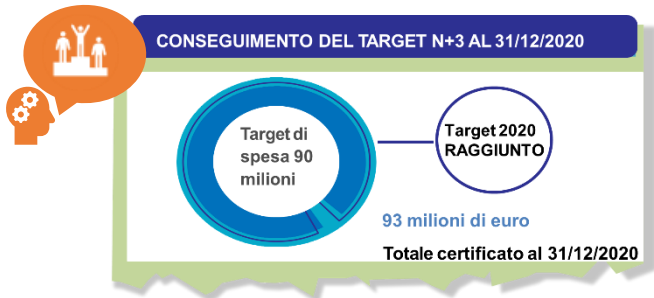 CONSEGUIMENTO DEL TARGET N+3 AL 31/12/2020
Target di
spesa 90
milioni
Target 2020
RAGGIUNTO
93 milioni di euro
Totale certificato al 31/12/2020